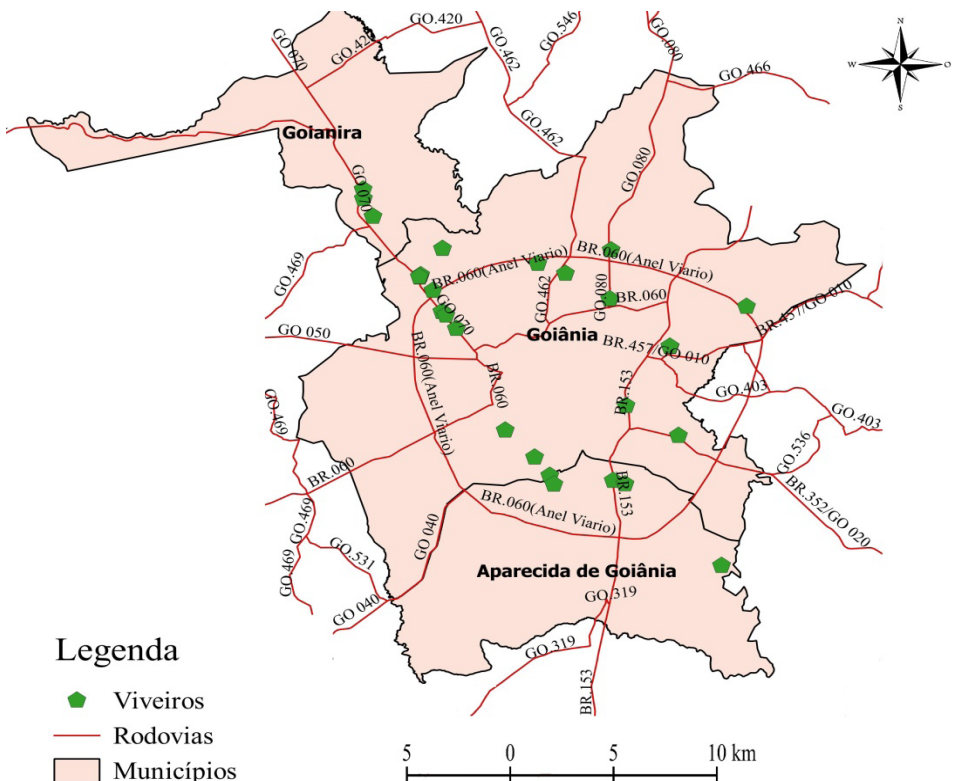 GO.420
GO.546
GO.070
GO.420
GO.462
GO.080
N
W
O
S
GO 466
Goianira
GO.462
GO.080
GO.070
GO.469
BR.060(Anel Viario)
BR.060(Anel Viario)
GO.462
GO.080
BR.060
BR.457/GO 010
GO.070
GO 050
Goiânia
BR.457/GO 010
BR.060(Anel Viario)
BR.060
GO.403
GO.403
BR.153
GO.469
GO.536
BR.060
BR.153
BR.060(Anel Viario)
GO.469
BR.352/GO 020
GO 040
GO.469
GO.531
Aparecida de Goiânia
GO 040
GO.319
GO.319
BR.153
Legenda
Viveiros
Rodovias
Municípios
5 0 5 10 km